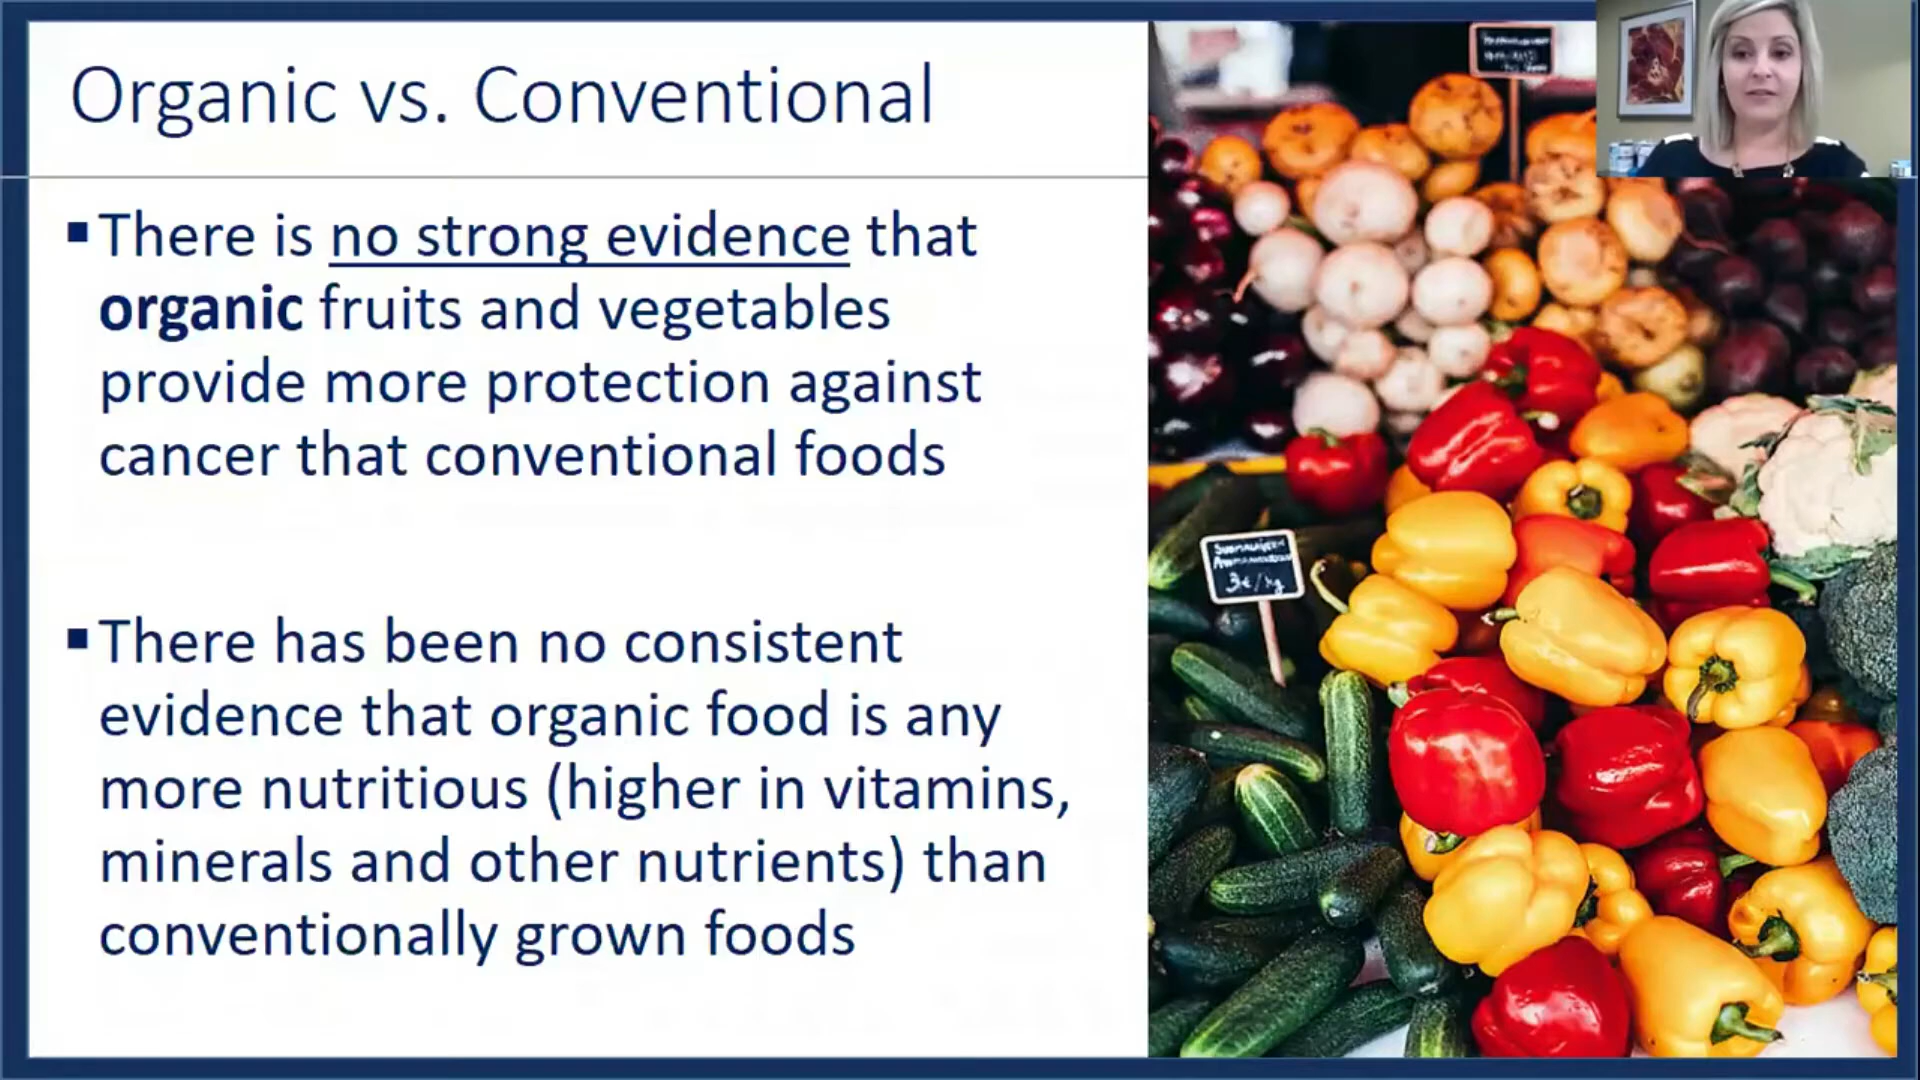 Organic vs. Conventional
▪There is no strong evidence that
organic fruits and vegetables
provide more protection against
cancer that conventional foods
▪There has been no consistent
evidence that organic food is any
more nutritious (higher in vitamins,
minerals and other nutrients) than
conventionally grown foods
3€/kg